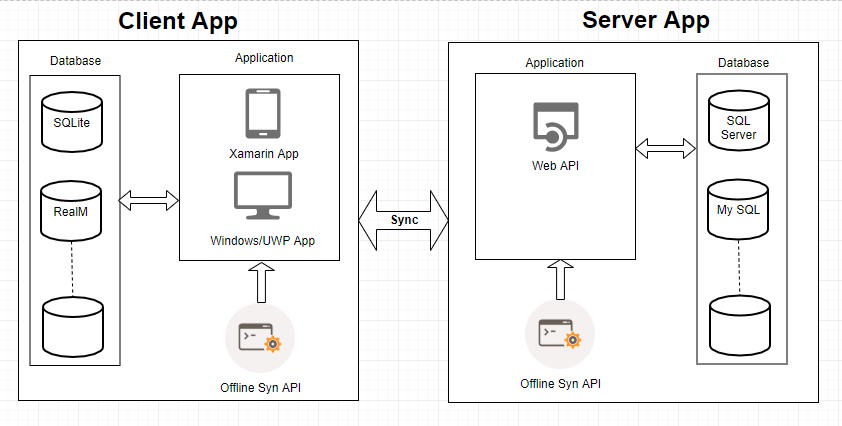 Client App
Database
Application
SQLite
RealM
Xamarin App
Windows/UWP App
Offline Syn API
Sync
Server App
Application
Database
Web API
SQL
Server
My SQL
Offline Syn API